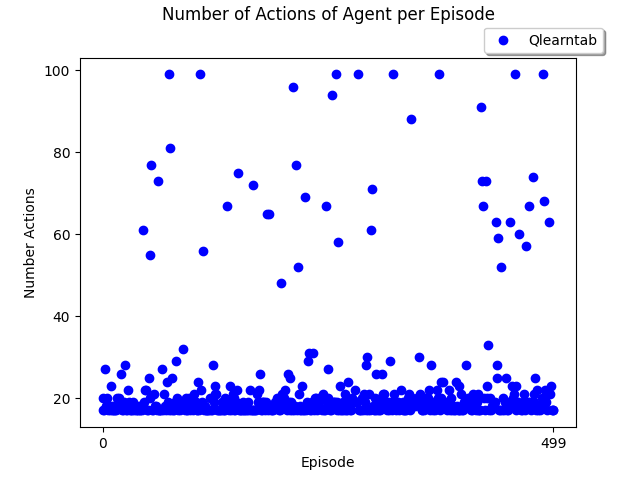 Number of Actions of Agent per Episode
Qlearntab
100
80
60
40
20
Number Actions
0
499
Episode